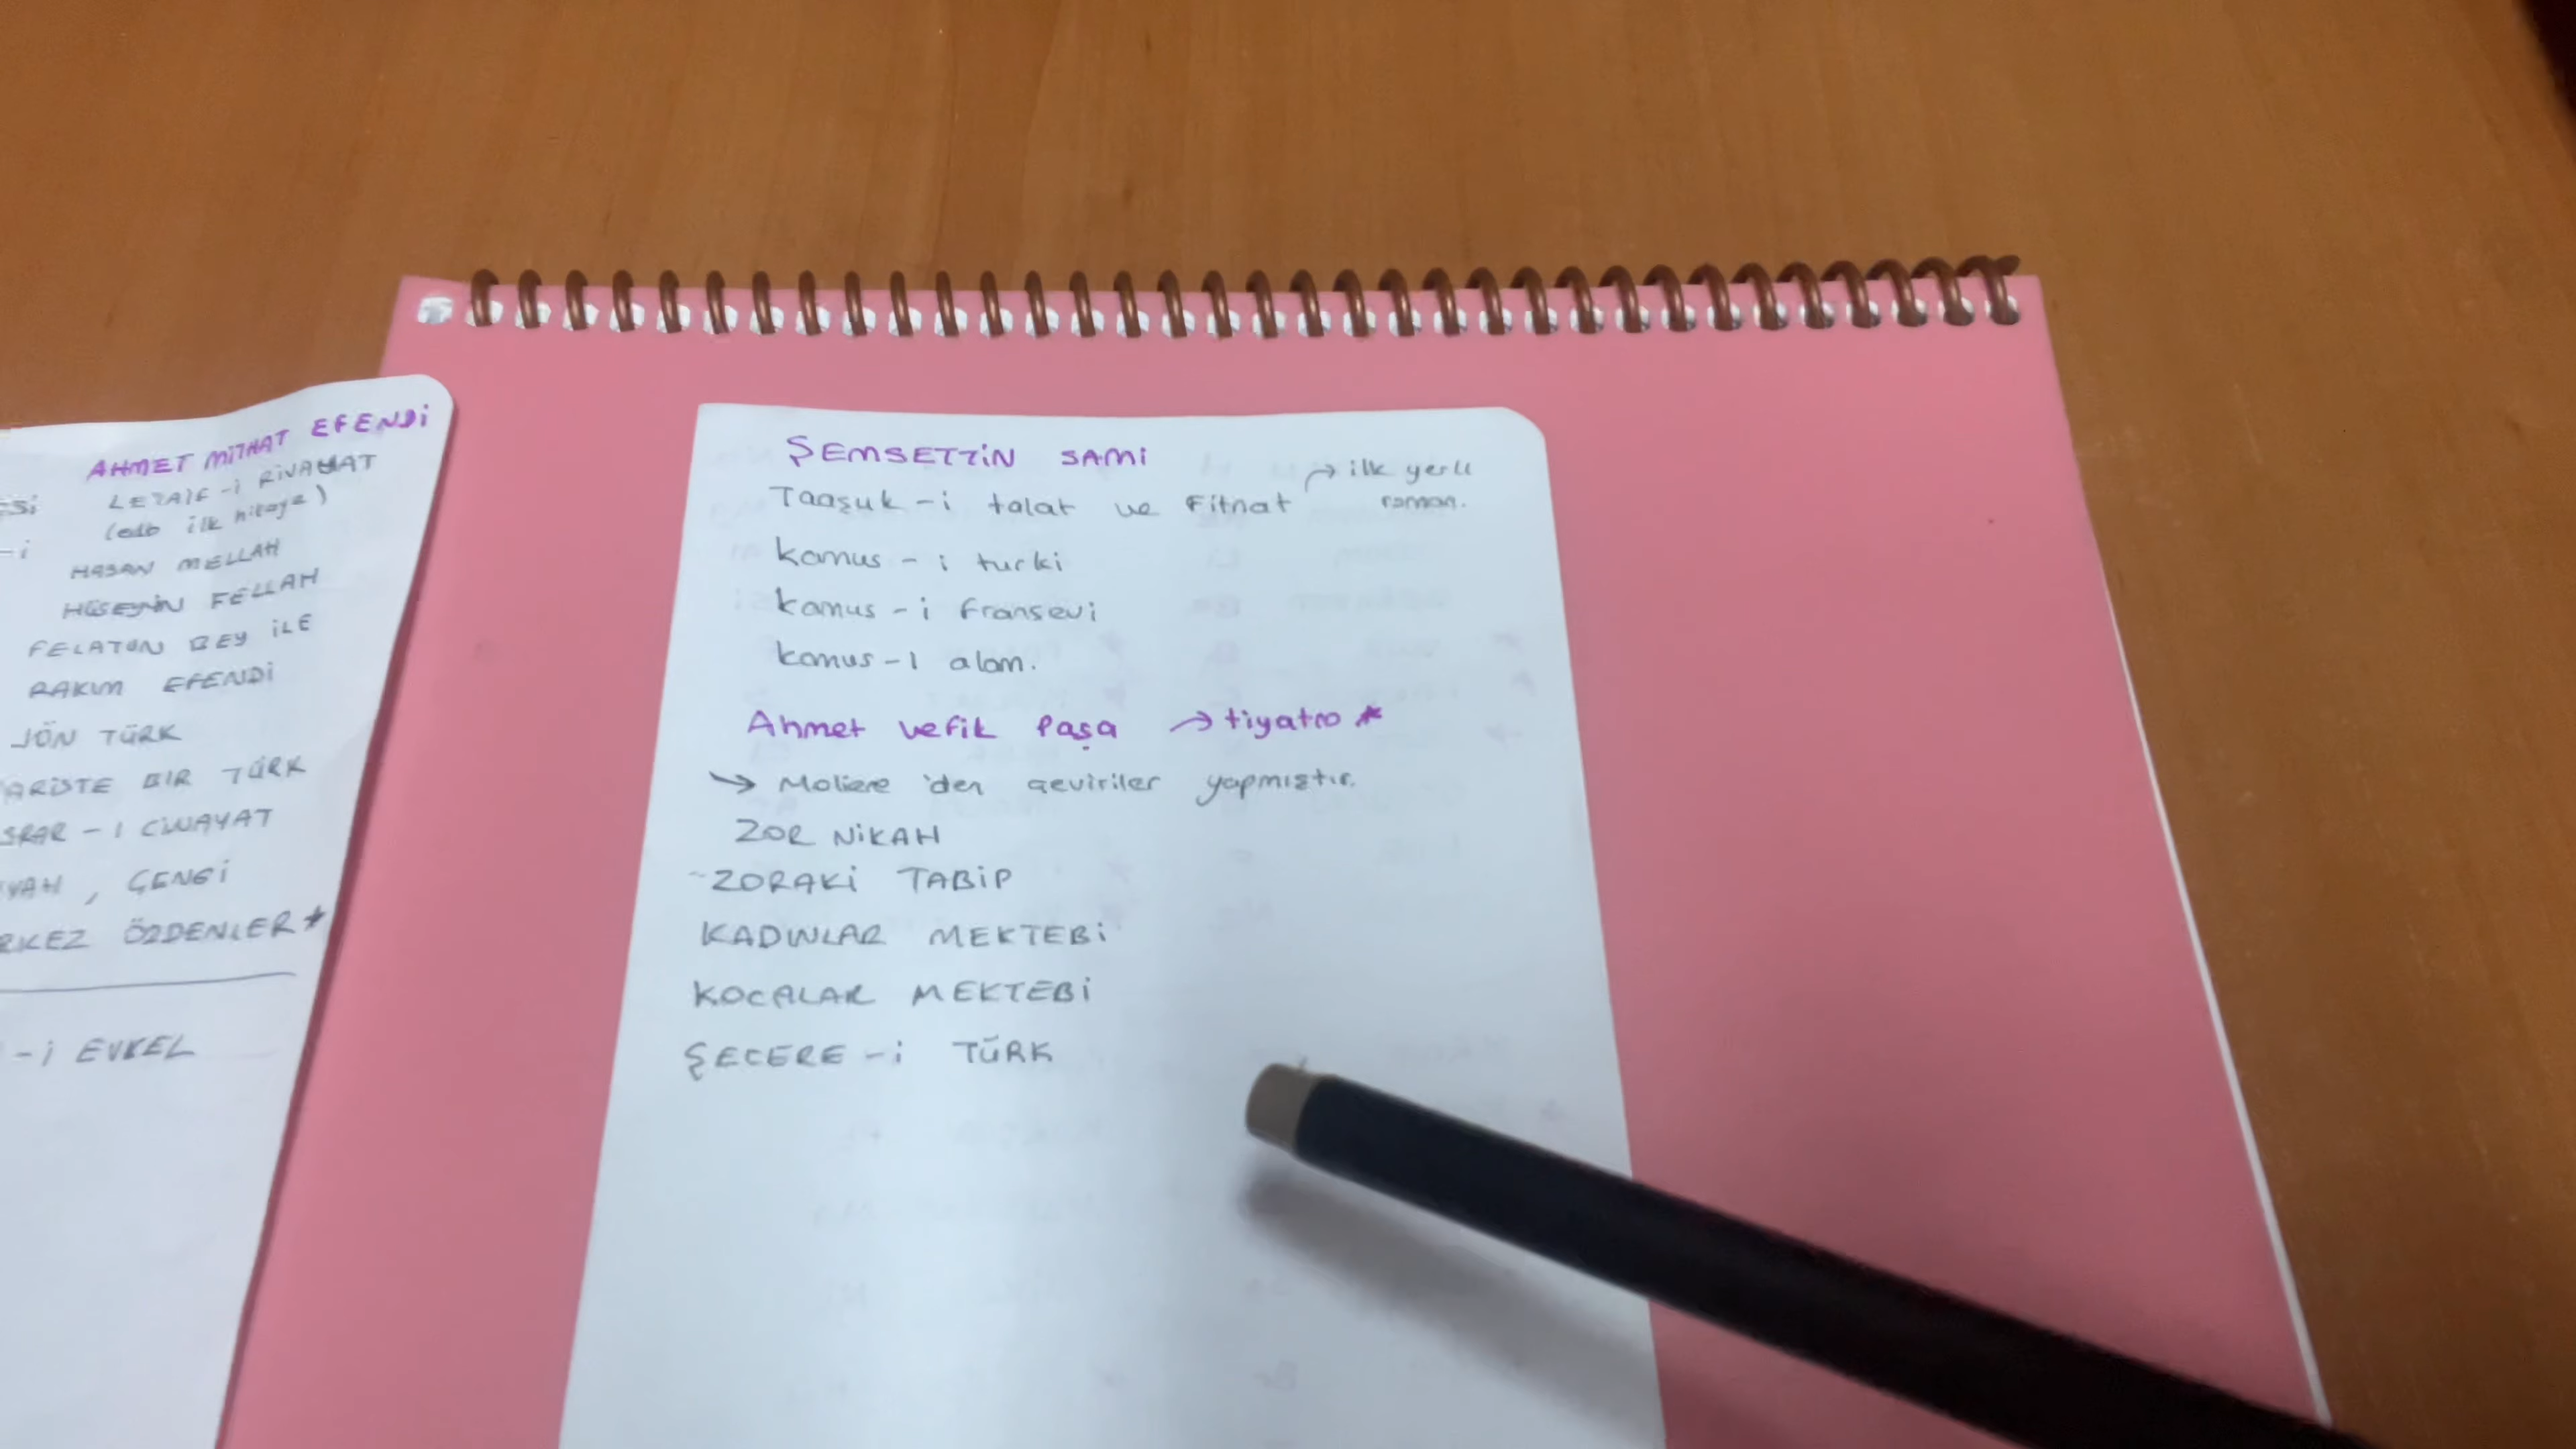 AHMET MİTHAT EFENDİ
LETAİF-i RİVAYAT
(edb ilk hikaye)
HASAN MELLAH
HÜSEYİN FELLAH
FELATUN BEY İLE
RAKIM EFENDİ
JÖN TÜRK
ARİSTE BIR TÜRK
SRAR-I CİNAYAT
YAH, ÇENGİ
RKEZ ÖZDENLER*
-i EVVEL
ŞEMSETTİN SAMİ
Taaşuk-i talat ve Fitnat → ilk yerli
roman.
kamus-i turki
kamus-i fransevi
kamus-ı alam.
Ahmet vefik Paşa → tiyatro *
→ Moliere 'den çeviriler yapmıştır.
ZOR NİKAH
-ZORAKİ TABİP
KADINLAR MEKTEBİ
KOCALAR MEKTEBİ
ŞECERE-i TÜRK